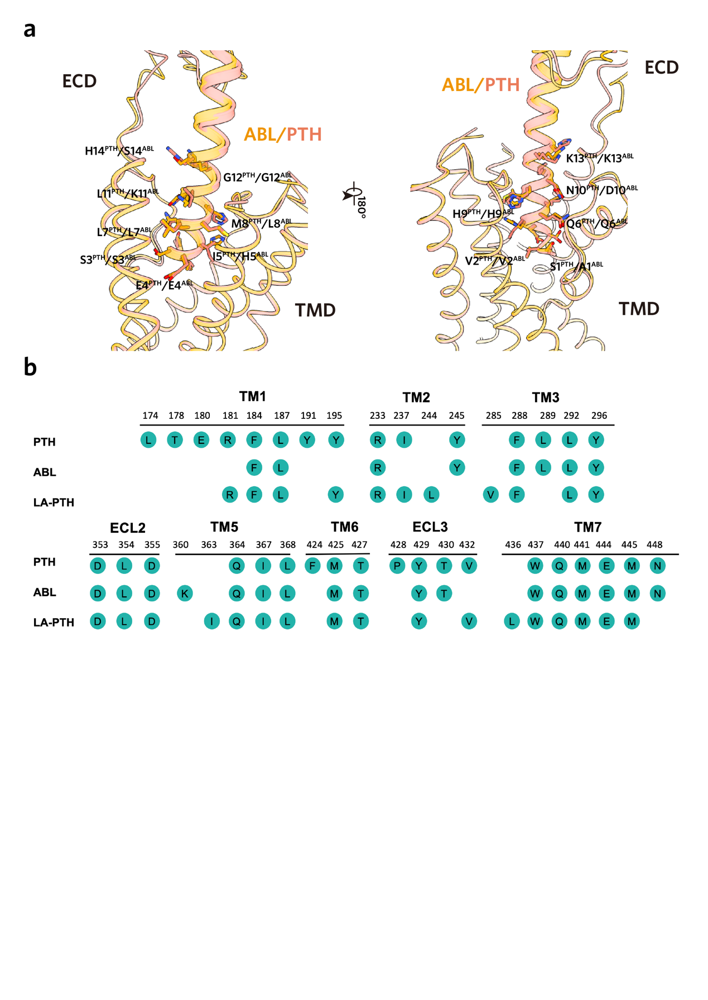 a
ECD
ABL/PTH
H14PTH/S14ABL
G12PTH/G12ABL
L11PTH/K11ABL
M8PTH/L8ABL
L7PTH/L7ABL
I5PTH/H5ABL
S3PTH/S3ABL
E4PTH/E4ABL
TMD
180°
ECD
ABL/PTH
K13PTH/K13ABL
N10PTH/D10ABL
H9PTH/H9ABL
Q6PTH/Q6ABL
V2PTH/V2ABL
S1PTH/A1ABL
TMD
b
TM1 TM2 TM3
174 178 180 181 184 187 191 195 233 237 244 245 285 288 289 292 296
PTH L T E R F L Y Y R I Y F L L Y
ABL F L R Y F L L Y
LA-PTH R F L Y R I L V F L Y
ECL2 TM5 TM6 ECL3 TM7
353 354 355 360 363 364 367 368 424 425 427 428 429 430 432 436 437 440 441 444 445 448
PTH D L D Q I L F M T P Y T V W Q M E M N
ABL D L D K Q I L M T Y T W Q M E M N
LA-PTH D L D I Q I L M T Y V L W Q M E M